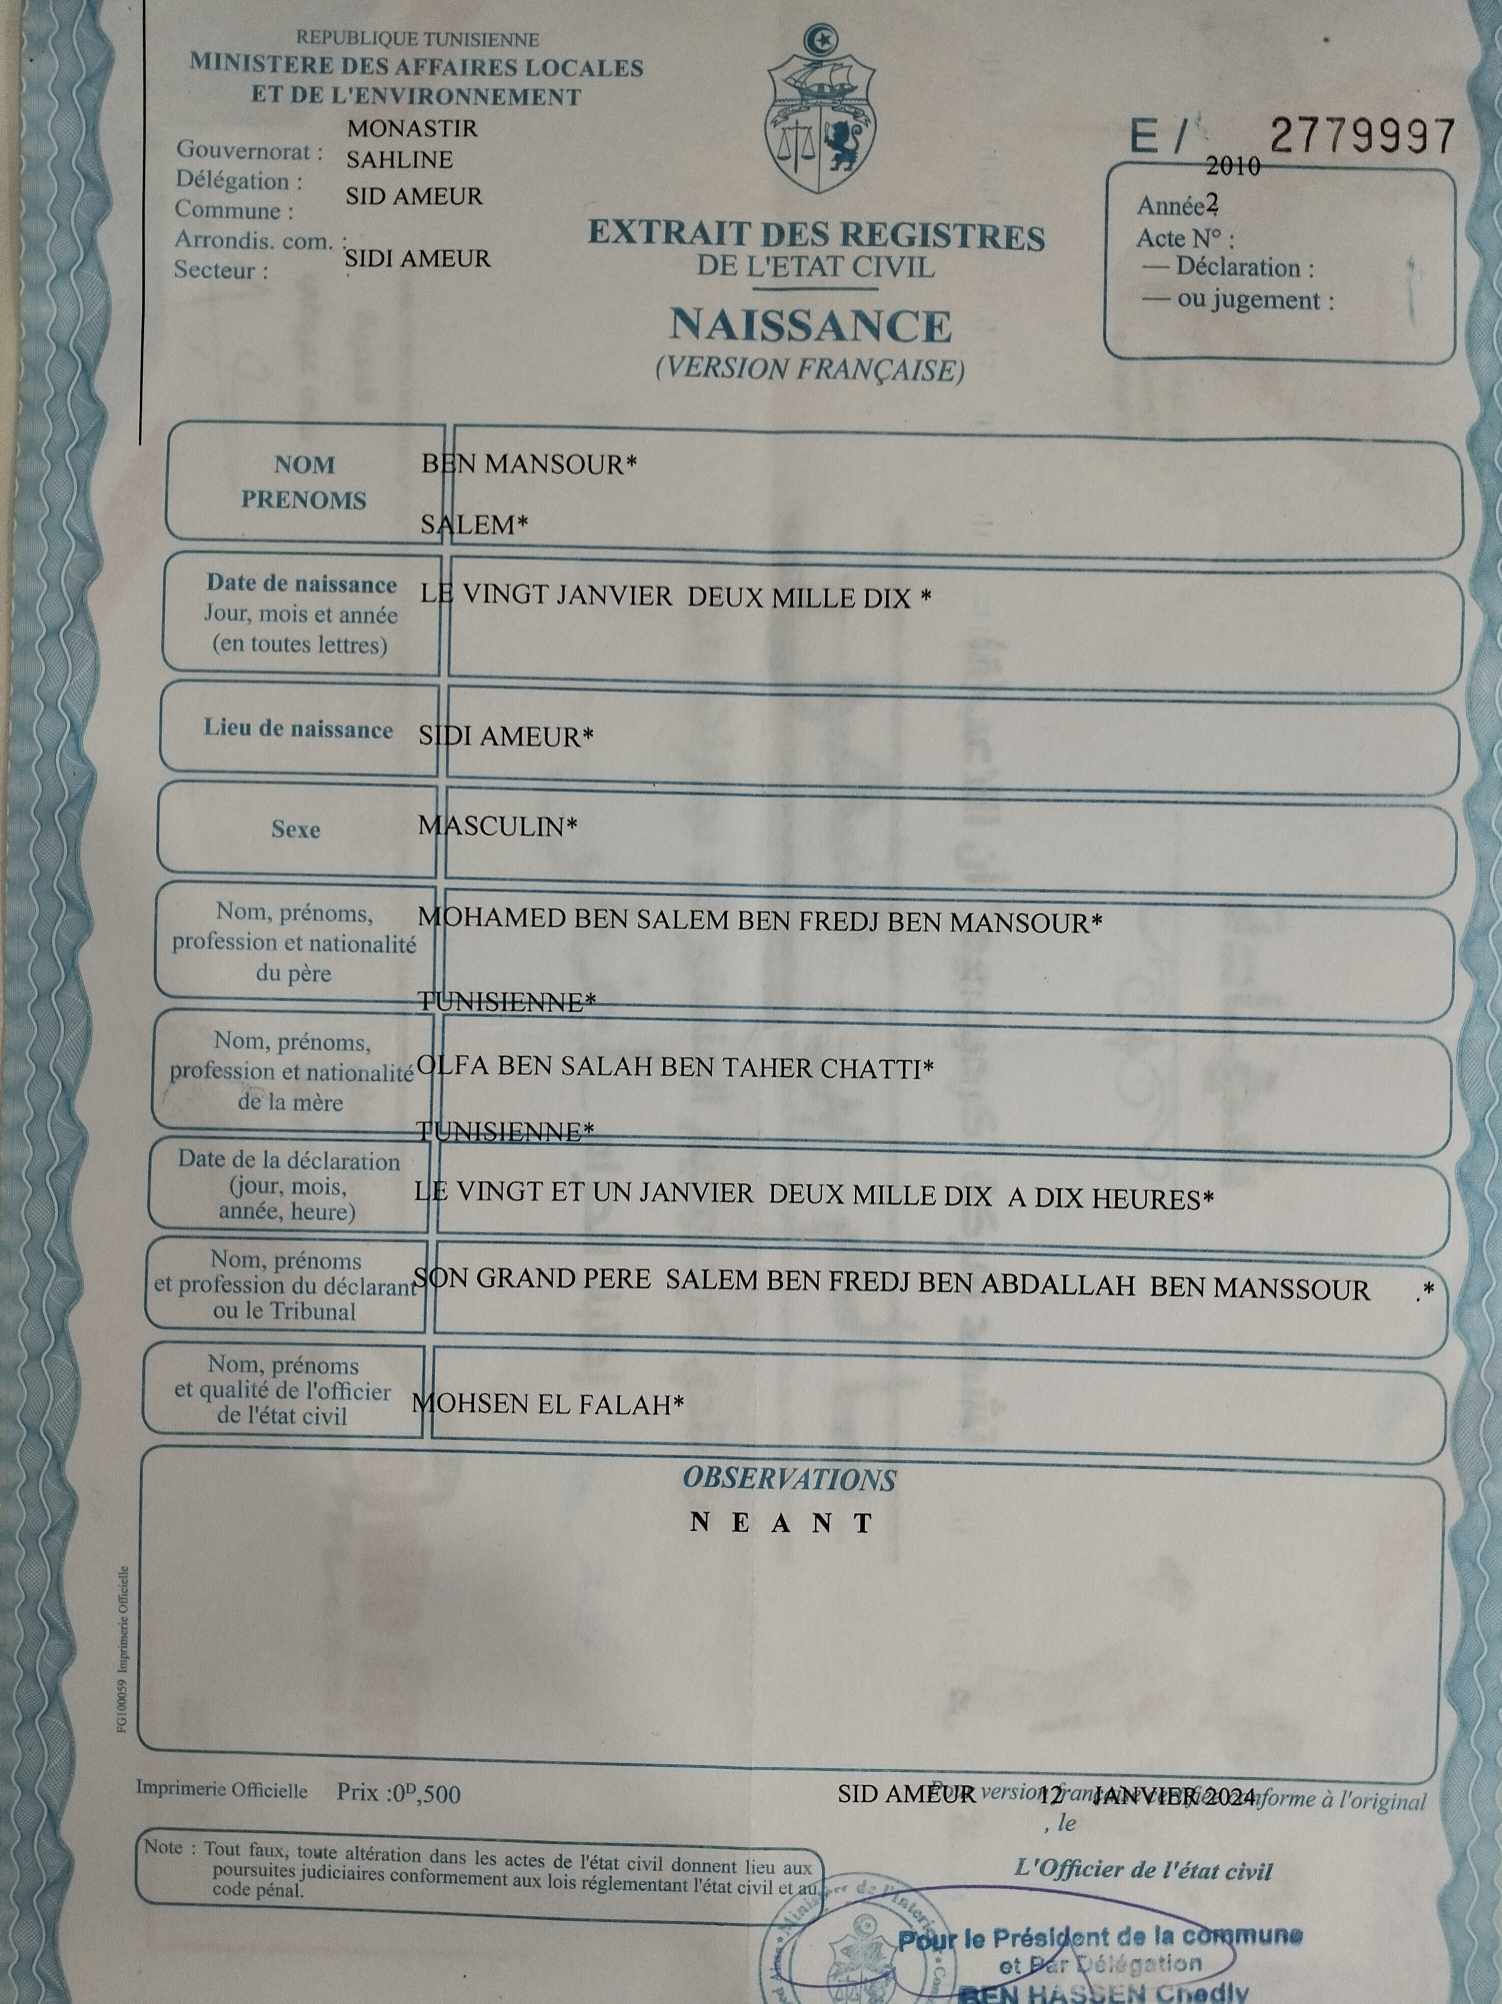 REPUBLIQUE TUNISIENNE
MINISTERE DES AFFAIRES LOCALES
ET DE L'ENVIRONNEMENT
MONASTIR
Gouvernorat :
SAHLINE
Délégation :
SID AMEUR
Commune :
Arrondis. com. :
SIDI AMEUR
Secteur :
EXTRAIT DES REGISTRES
DE L'ETAT CIVIL
NAISSANCE
(VERSION FRANÇAISE)
E / 2779997
2010
Année 2
Acte N° :
— Déclaration :
— ou jugement :
NOM
PRENOMS
BEN MANSOUR*
SALEM*
Date de naissance
Jour, mois et année
(en toutes lettres)
LE VINGT JANVIER DEUX MILLE DIX *
Lieu de naissance
SIDI AMEUR*
Sexe
MASCULIN*
Nom, prénoms,
profession et nationalité
du père
MOHAMED BEN SALEM BEN FREDJ BEN MANSOUR*
TUNISIENNE*
Nom, prénoms,
profession et nationalité
de la mère
OLFA BEN SALAH BEN TAHER CHATTI*
TUNISIENNE*
Date de la déclaration
(jour, mois,
année, heure)
LE VINGT ET UN JANVIER DEUX MILLE DIX A DIX HEURES*
Nom, prénoms
et profession du déclarant
ou le Tribunal
SON GRAND PERE SALEM BEN FREDJ BEN ABDALLAH BEN MANSSOUR .*
Nom, prénoms
et qualité de l'officier
de l'état civil
MOHSEN EL FALAH*
OBSERVATIONS
N E A N T
FG100059 Imprimerie Officielle
Imprimerie Officielle Prix :0D,500
Pour version française certifiée conforme à l'original
SID AMEUR 12 JANVIER 2024
, le
Note : Tout faux, toute altération dans les actes de l'état civil donnent lieu aux
poursuites judiciaires conformement aux lois réglementant l'état civil et au
code pénal.
L'Officier de l'état civil
Ministère de l'Interieur
Pour le Président de la commune
et Par Délégation
BEN HASSEN Chedly